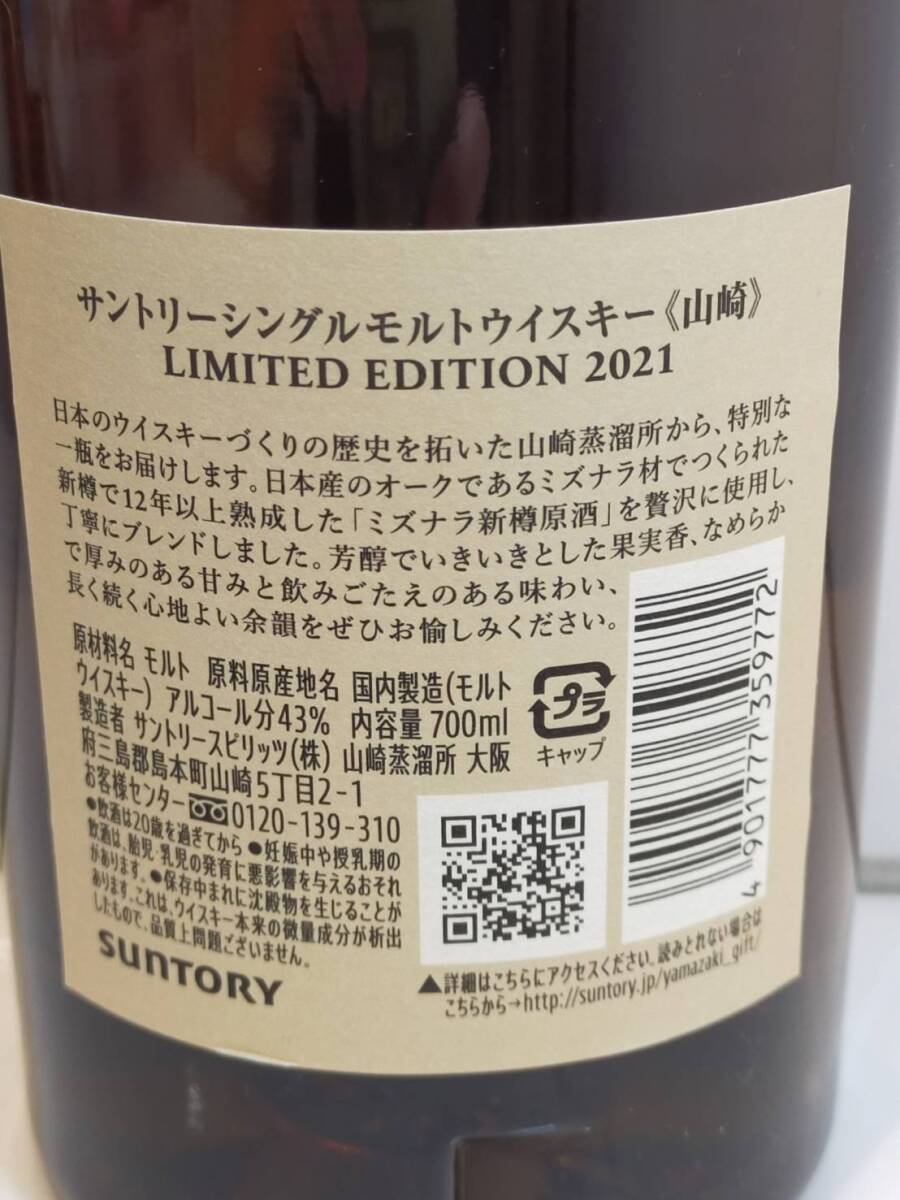 サントリーシングルモルトウイスキー《山崎》
LIMITED EDITION 2021
日本のウイスキーづくりの歴史を拓いた山崎蒸溜所から、特別な
一瓶をお届けします。日本産のオークであるミズナラ材でつくられた
新樽で12年以上熟成した「ミズナラ新樽原酒」を贅沢に使用し、
丁寧にブレンドしました。芳醇でいきいきとした果実香、なめらか
で厚みのある甘みと飲みごたえのある味わい、
長く続く心地よい余韻をぜひお愉しみください。
原材料名 モルト 原料原産地名 国内製造(モルト
ウイスキー) アルコール分43% 内容量 700ml
製造者 サントリースピリッツ(株) 山崎蒸溜所 大阪
府三島郡島本町山崎5丁目2-1
お客様センター 0120-139-310
●飲酒は20歳を過ぎてから ●妊娠中や授乳期の
飲酒は、胎児・乳児の発育に悪影響を与えるおそれ
があります。●保存中まれに沈殿物を生じることが
あります。これは、ウイスキー本来の微量成分が析出
したもので、品質上問題ございません。
SUNTORY
プラ
キャップ
4 901777 359772
▲詳細はこちらにアクセスください。読みとれない場合は
こちらから→http://suntory.jp/yamazaki_gift/